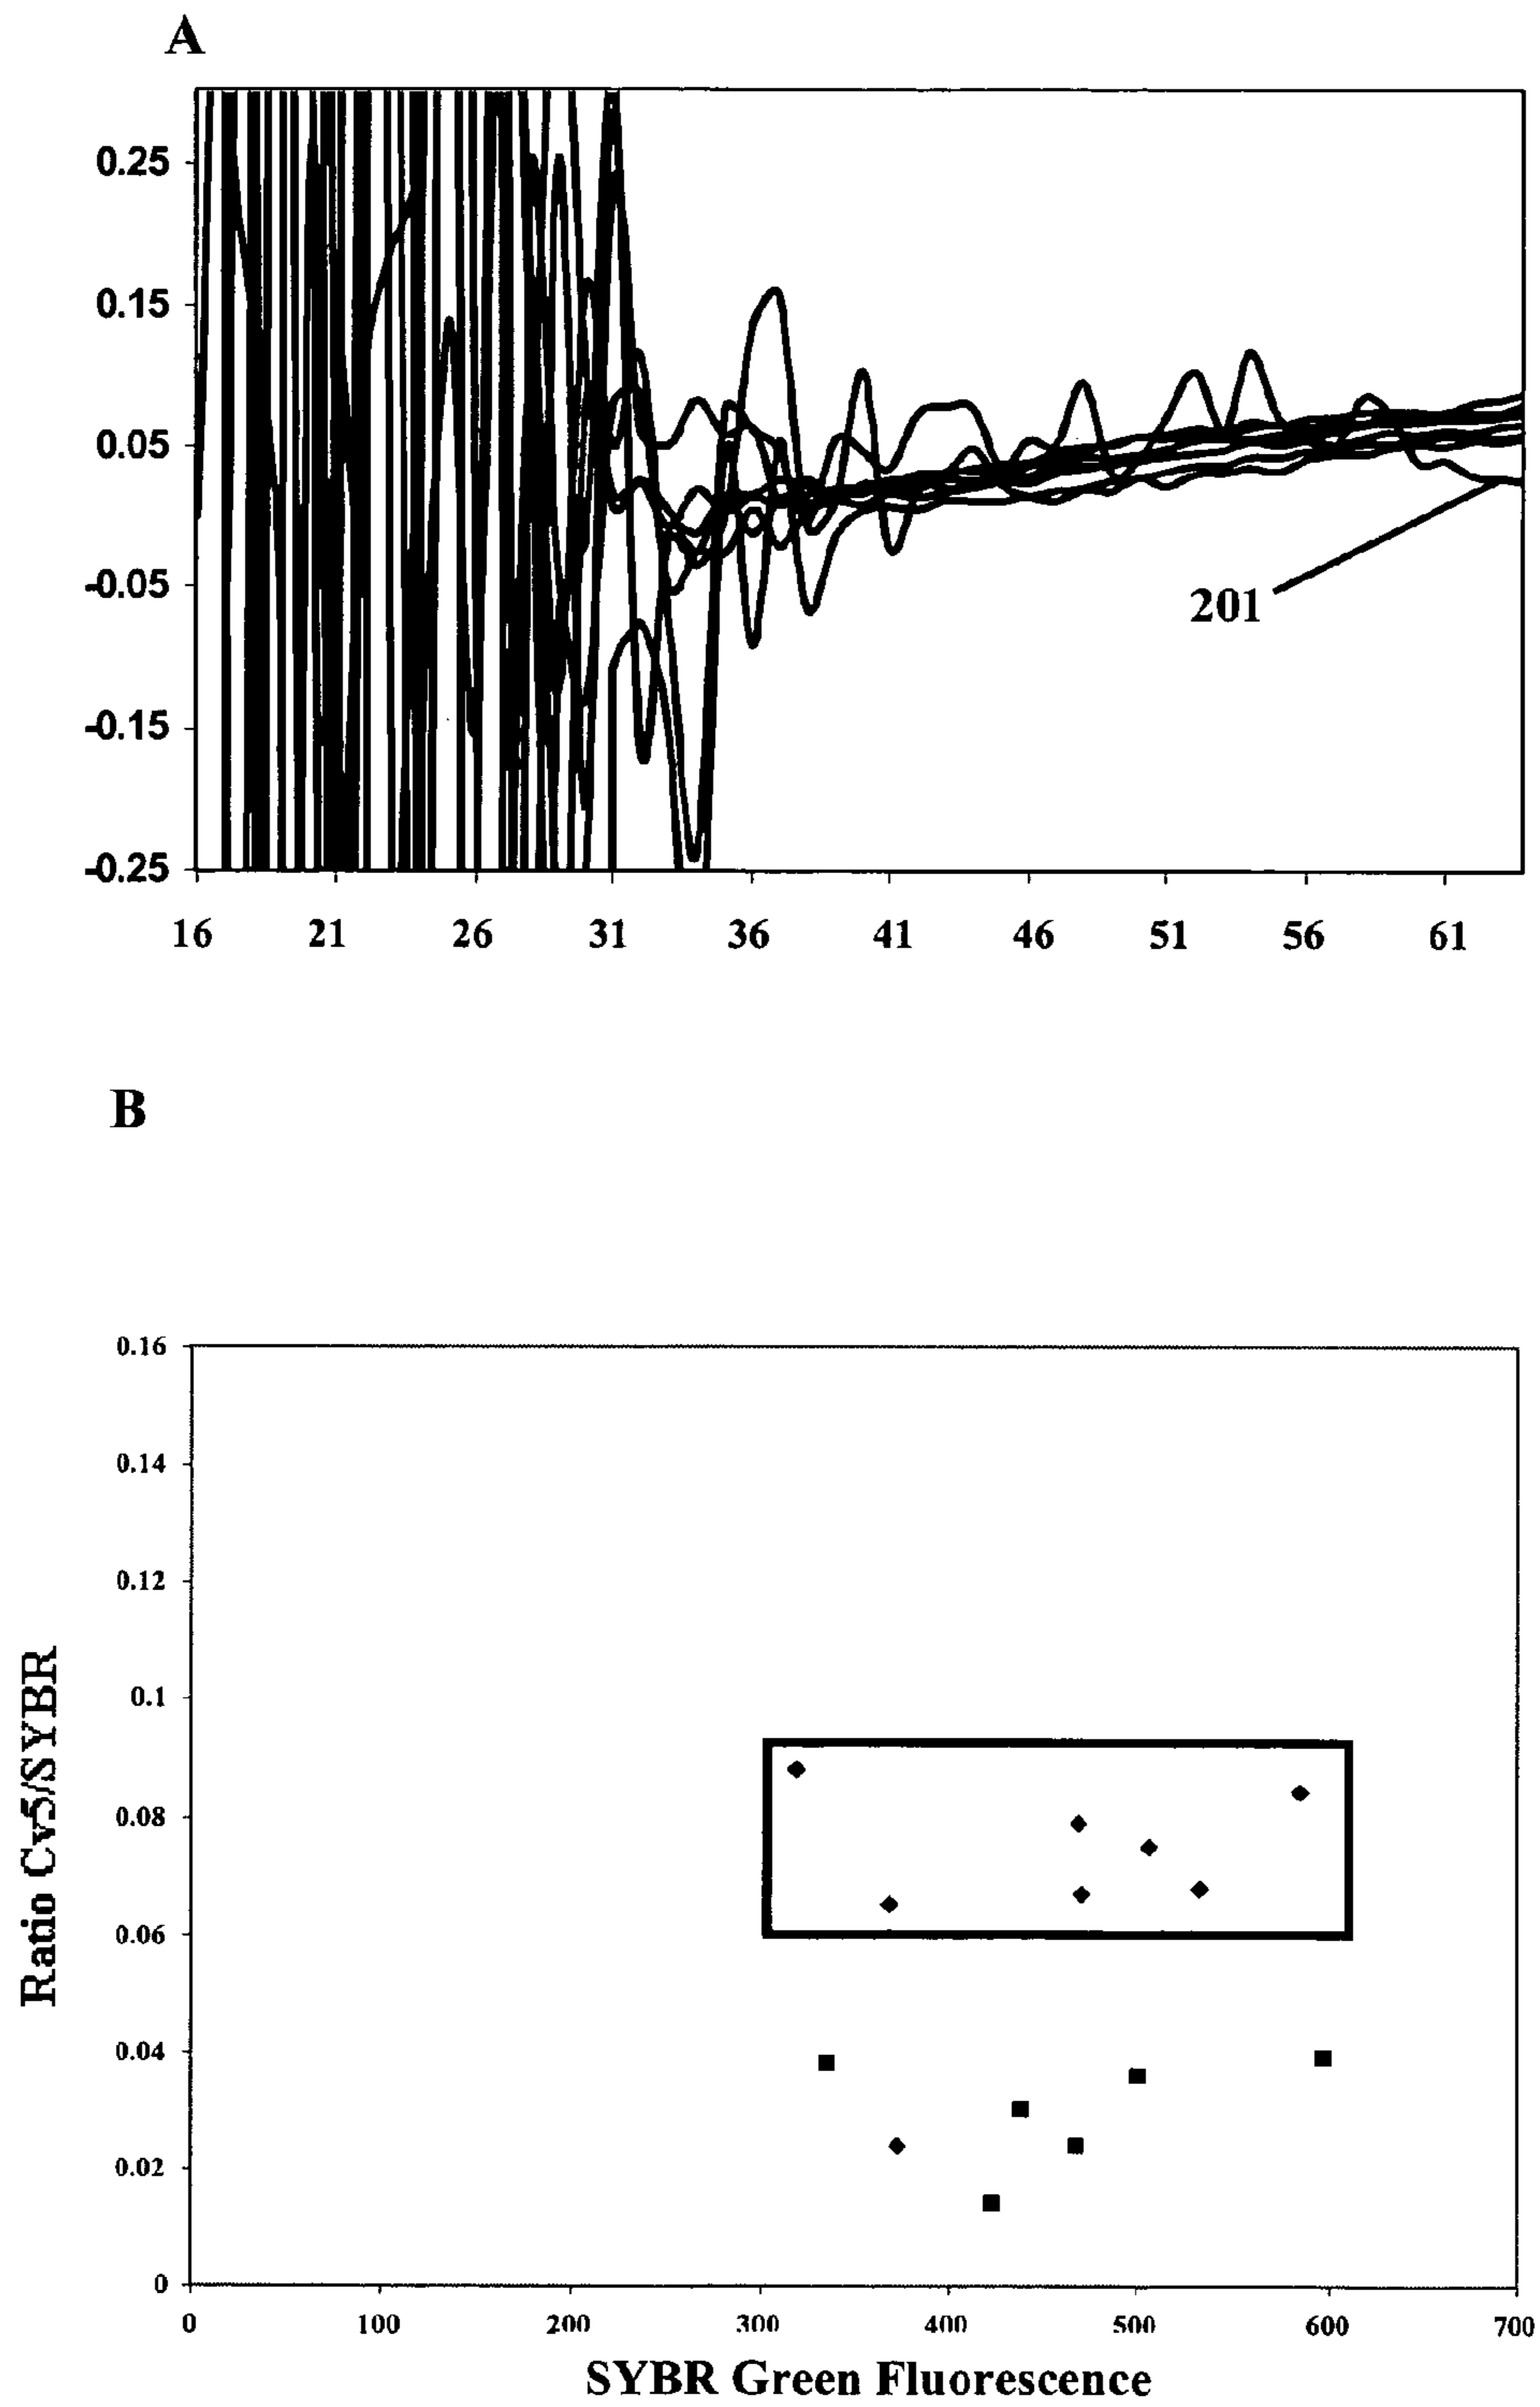 A
0.25
0.15
0.05
-0.05
-0.15
-0.25
201
16 21 26 31 36 41 46 51 56 61
B
0.16
0.14
0.12
0.1
0.08
0.06
0.04
0.02
0
0 100 200 300 400 500 600 700
Ratio Cy5/SYBR
SYBR Green Fluorescence